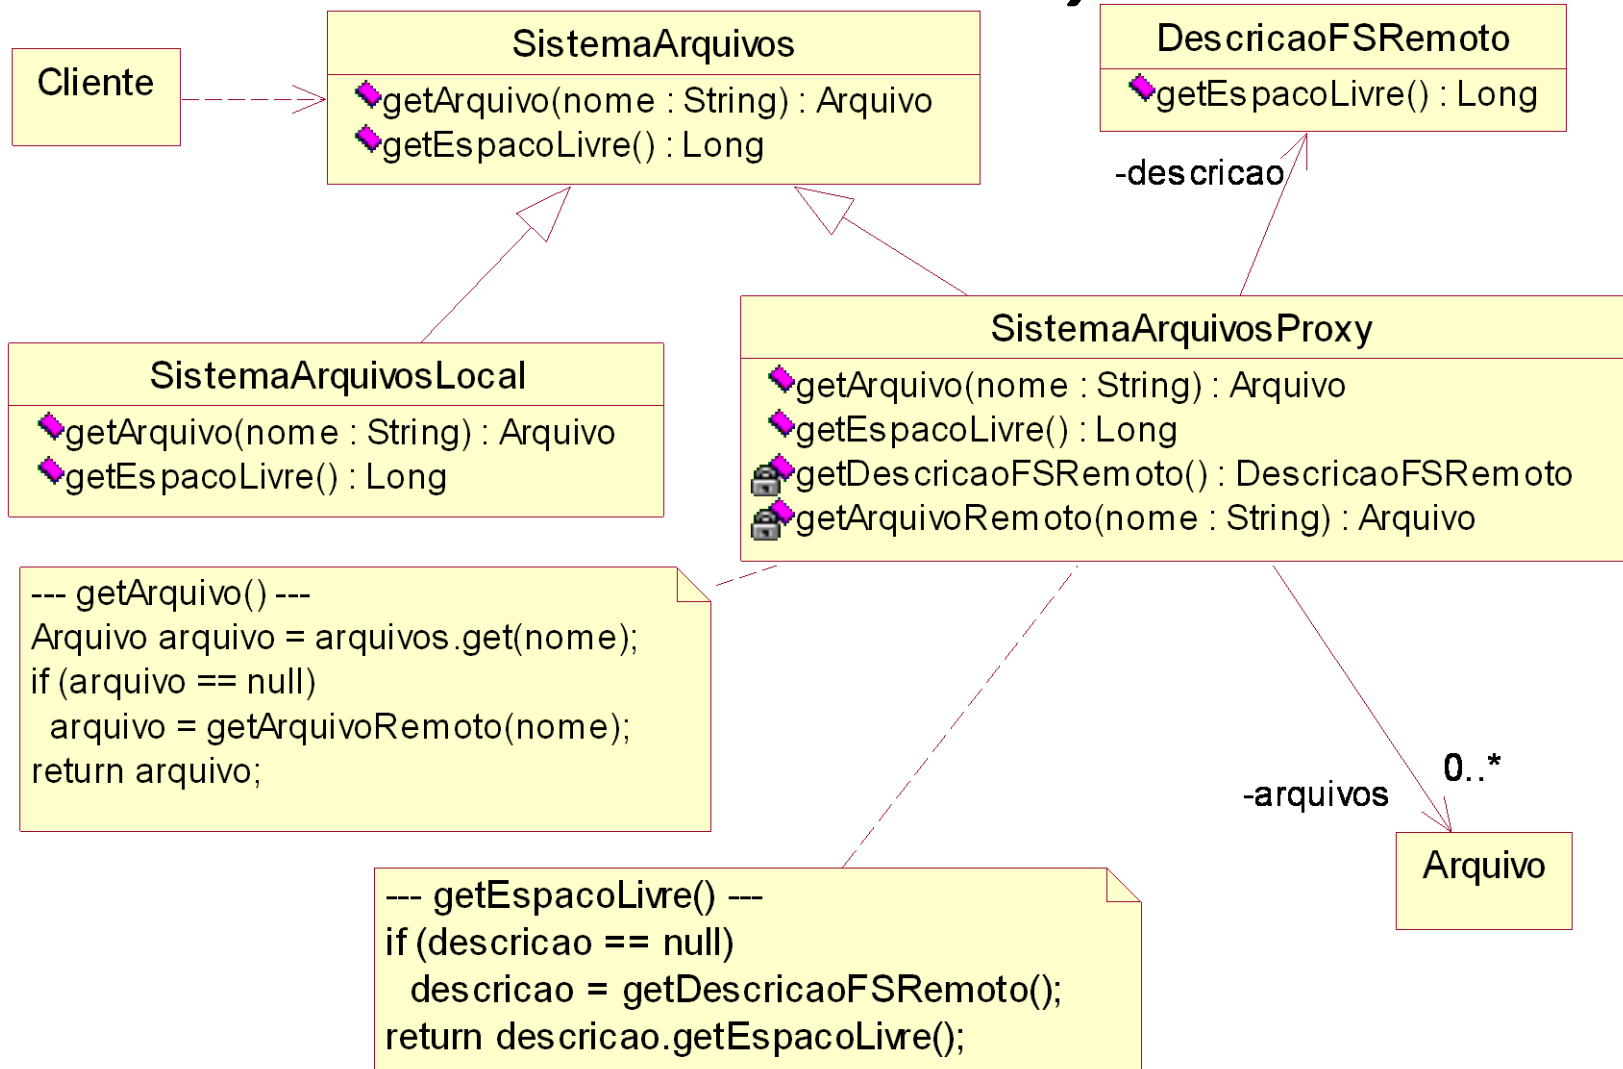 Cliente
SistemaArquivos
getArquivo(nome : String) : Arquivo
getEspacoLivre() : Long
DescricaoFSRemoto
getEspacoLivre() : Long
-descricao
SistemaArquivosLocal
getArquivo(nome : String) : Arquivo
getEspacoLivre() : Long
SistemaArquivosProxy
getArquivo(nome : String) : Arquivo
getEspacoLivre() : Long
getDescricaoFSRemoto() : DescricaoFSRemoto
getArquivoRemoto(nome : String) : Arquivo
--- getArquivo() ---
Arquivo arquivo = arquivos.get(nome);
if (arquivo == null)
arquivo = getArquivoRemoto(nome);
return arquivo;
0..*
-arquivos
Arquivo
--- getEspacoLivre() ---
if (descricao == null)
descricao = getDescricaoFSRemoto();
return descricao.getEspacoLivre();